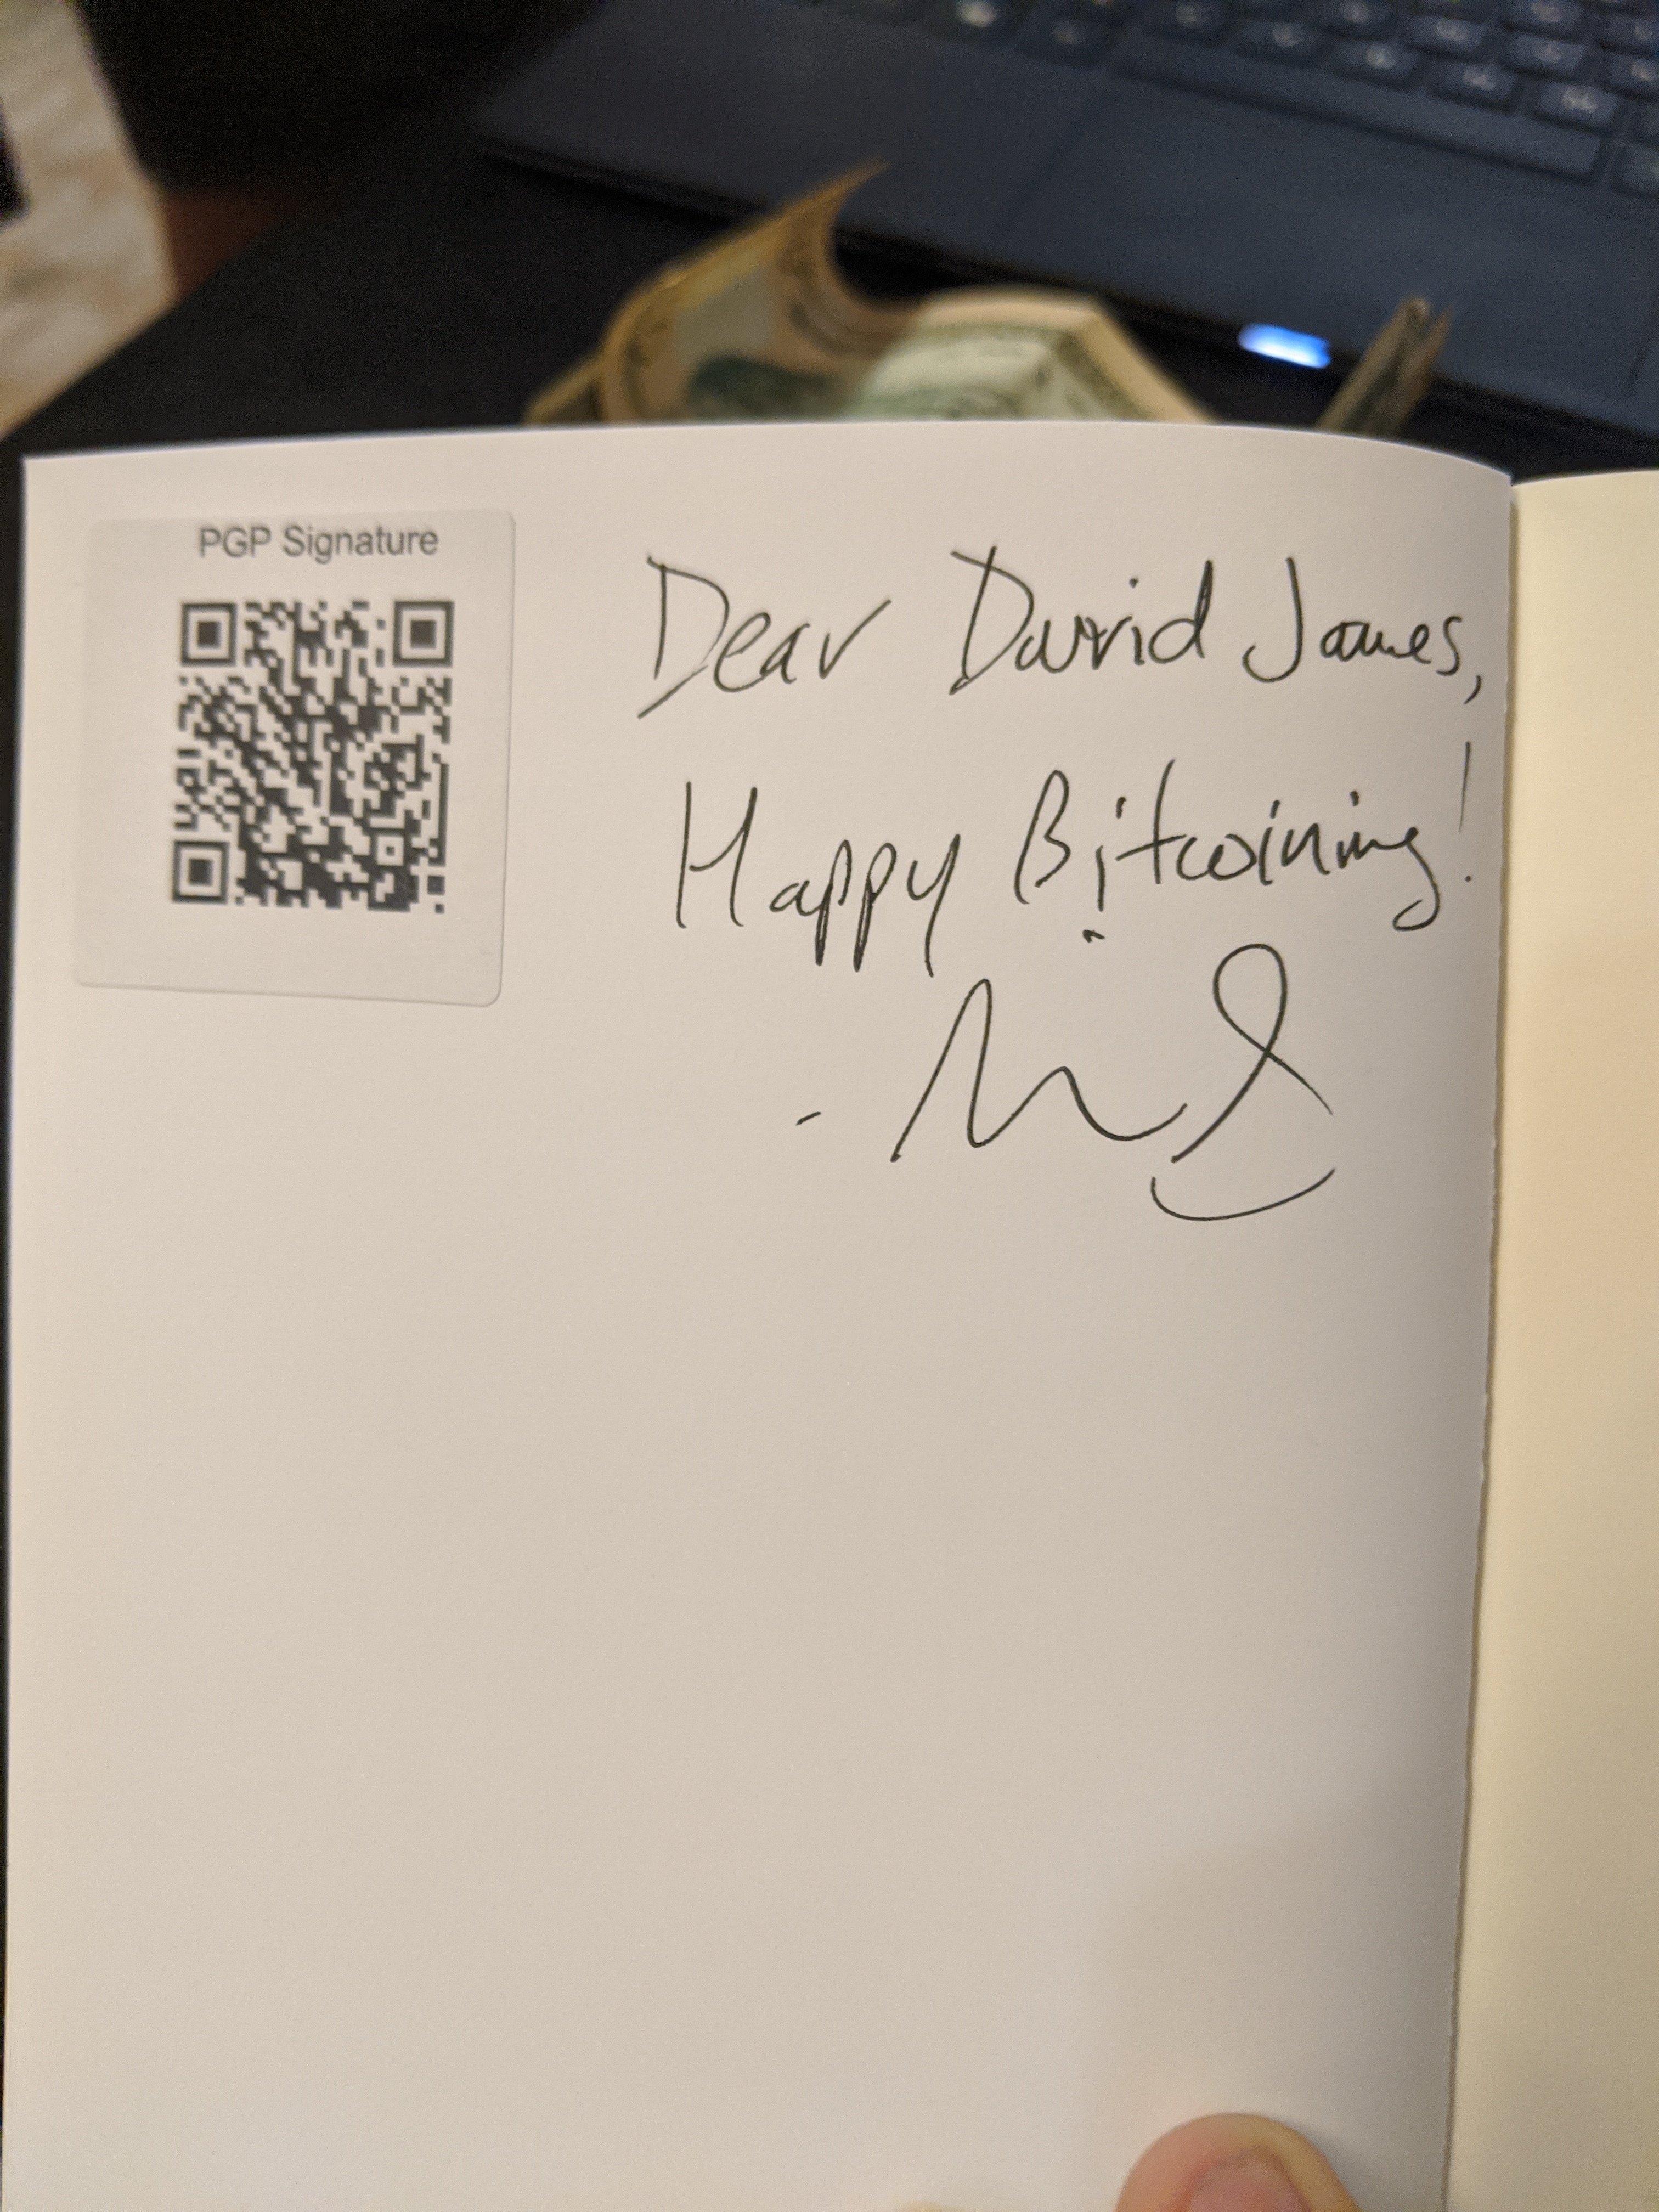 PGP Signature
Dear David James,
Happy Bitcoining!